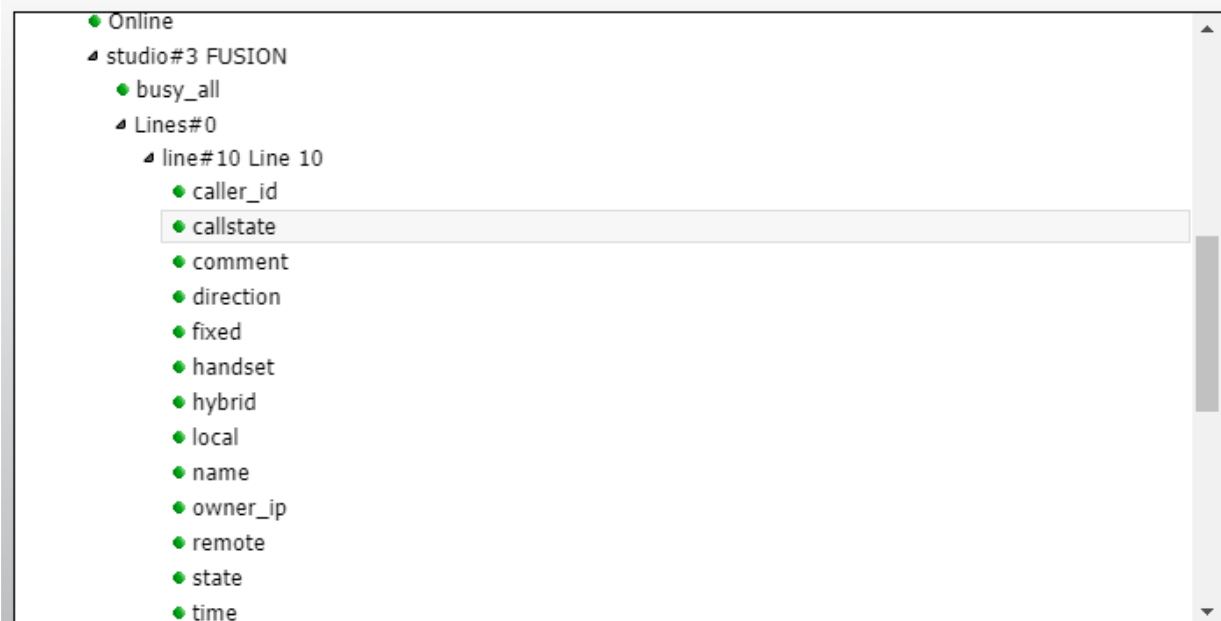 Online
studio#3 FUSION
busy_all
Lines#0
line#10 Line 10
caller_id
callstate
comment
direction
fixed
handset
hybrid
local
name
owner_ip
remote
state
time